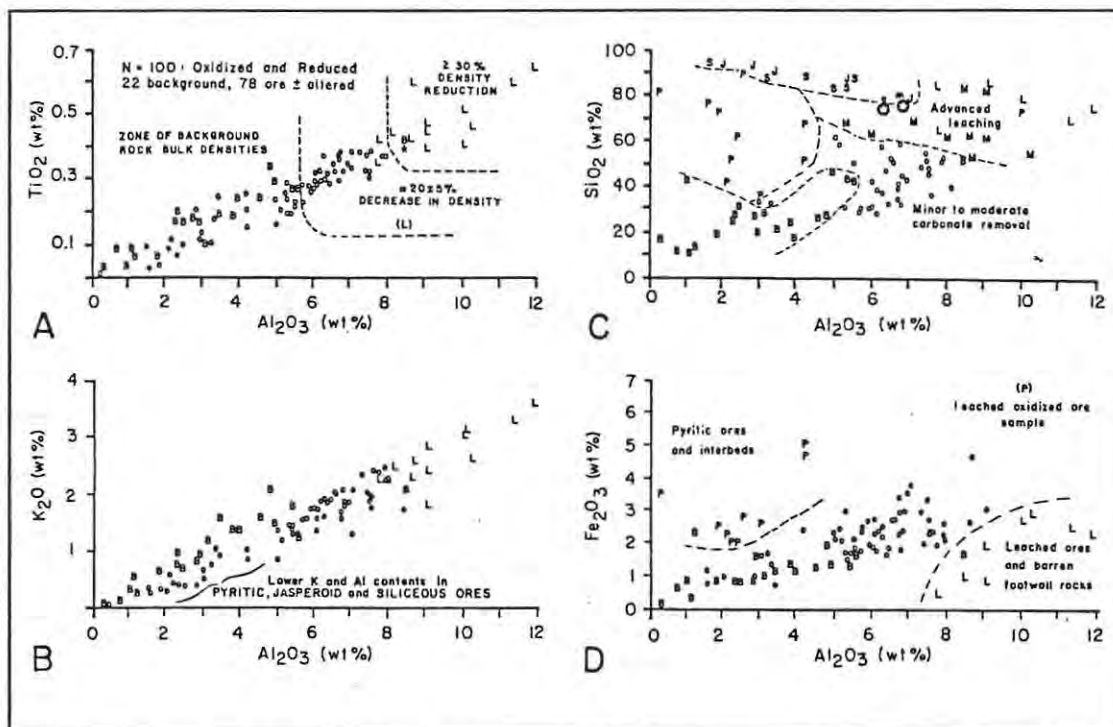 A
TiO2 (wt%)
0.7
0.5
0.3
0.1
N = 100: Oxidized and Reduced
22 background, 78 ore ± altered
≥ 30%
DENSITY
REDUCTION
ZONE OF BACKGROUND
ROCK BULK DENSITIES
≈ 20±5%
DECREASE IN DENSITY
(L)
0 2 4 6 8 10 12
Al2O3 (wt%)
C
SiO2 (wt%)
100
80
60
40
20
0
Advanced
leaching
Minor to moderate
carbonate removal
0 2 4 6 8 10 12
Al2O3 (wt%)
B
K2O (wt%)
4
3
2
1
Lower K and Al contents in
PYRITIC, JASPEROID and SILICEOUS ORES
0 2 4 6 8 10 12
Al2O3 (wt%)
D
Fe2O3 (wt%)
7
6
5
4
3
2
1
0
Pyritic ores
and interbeds
(P)
leached oxidized ore
sample
Leached ores
and barren
footwall rocks
0 2 4 6 8 10 12
Al2O3 (wt%)